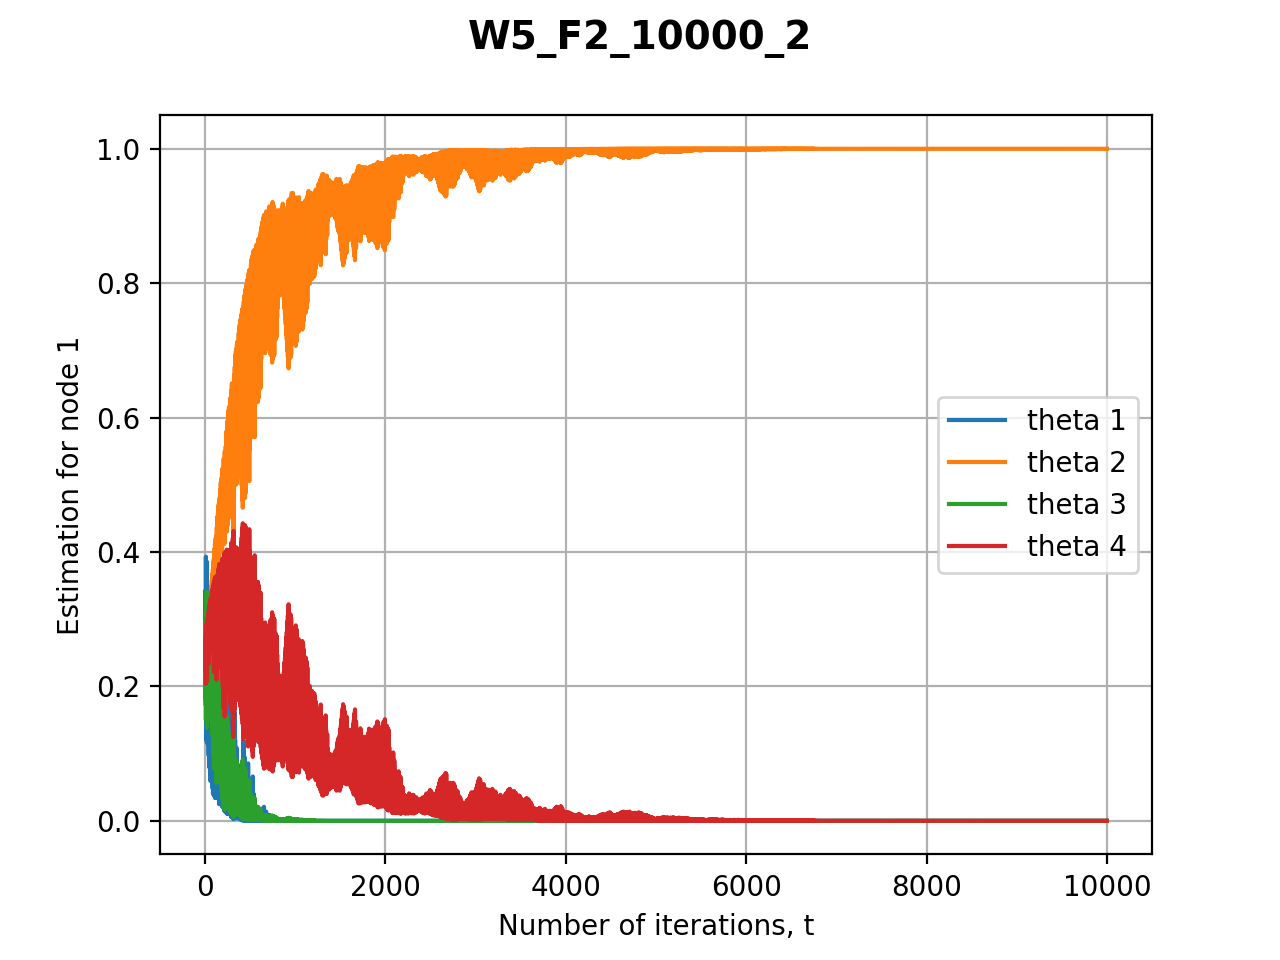 W5_F2_10000_2
1.0
0.8
0.6
0.4
0.2
0.0
Estimation for node 1
theta 1
theta 2
theta 3
theta 4
0 2000 4000 6000 8000 10000
Number of iterations, t